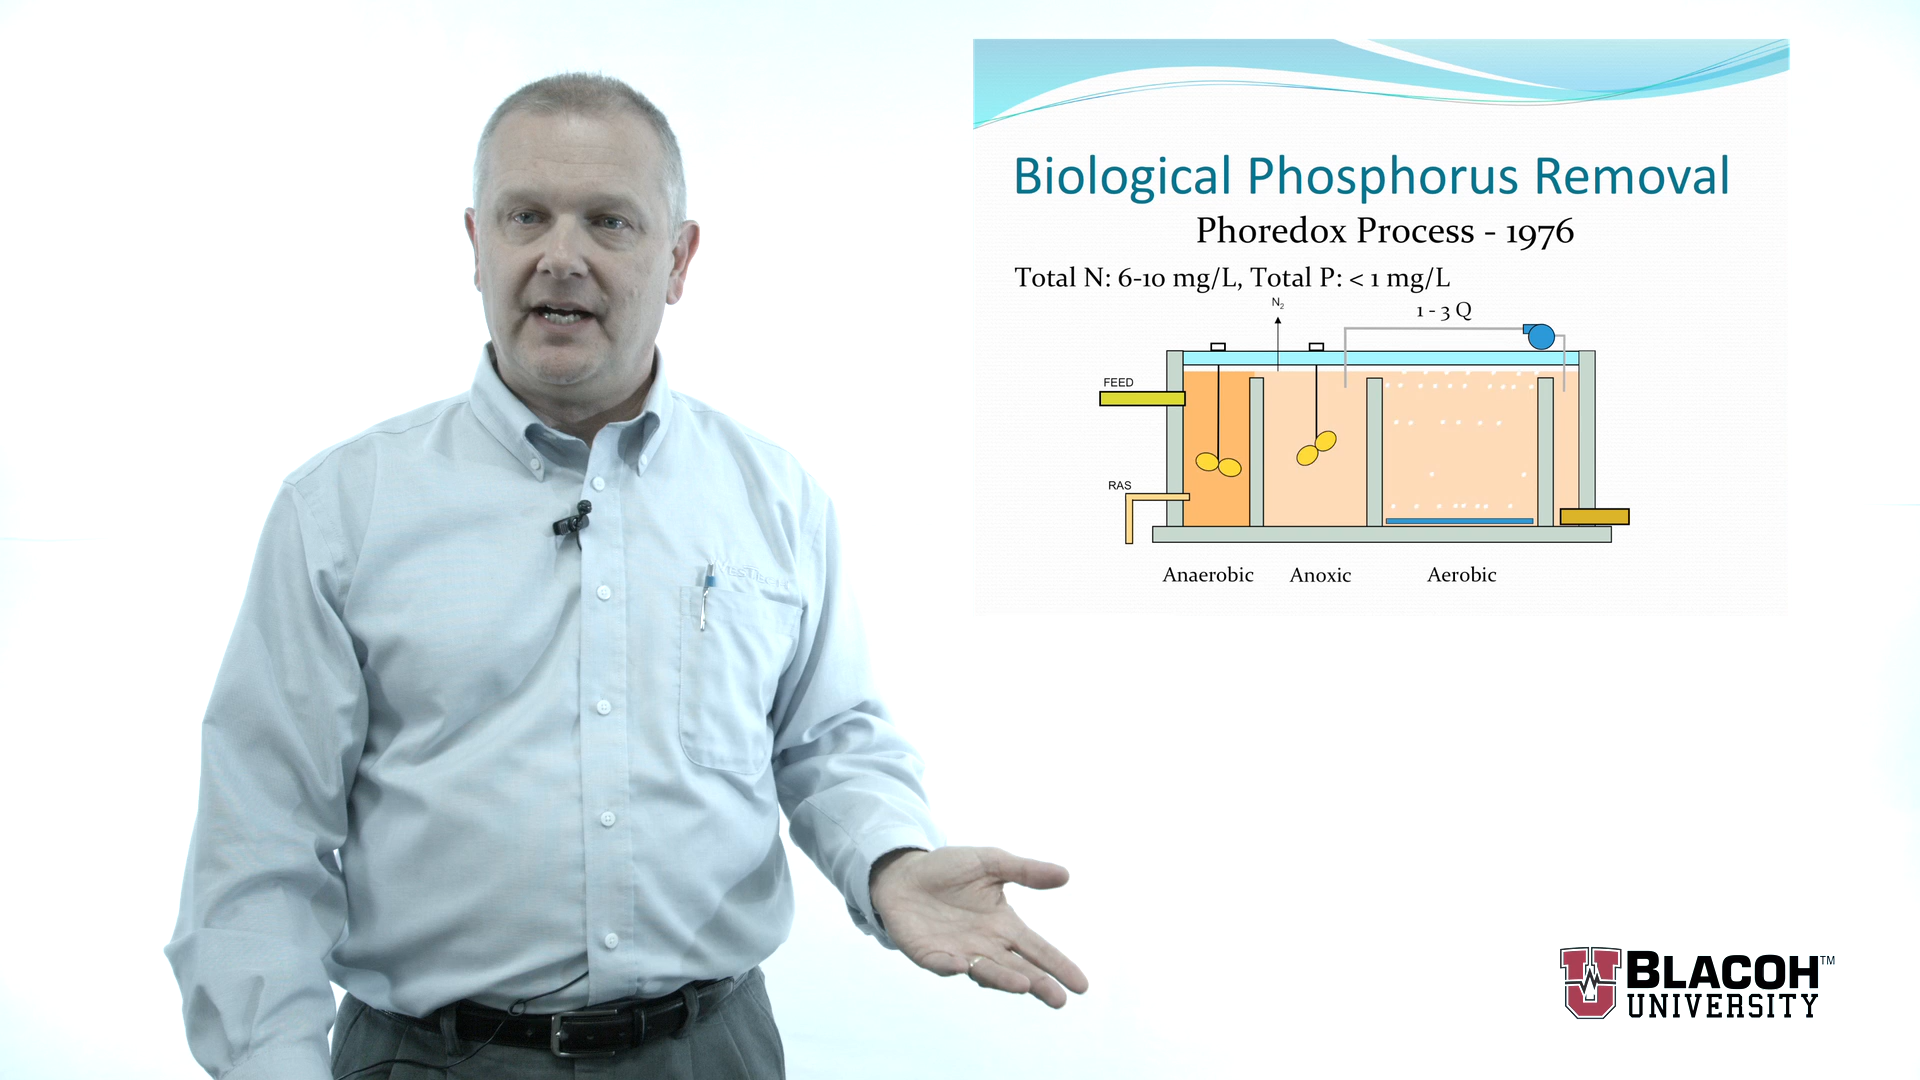 Biological Phosphorus Removal
Phoredox Process - 1976
Total N: 6-10 mg/L, Total P: < 1 mg/L
N₂
1 - 3 Q
FEED
RAS
Anaerobic Anoxic Aerobic
WESTECH
U BLACOH™
UNIVERSITY